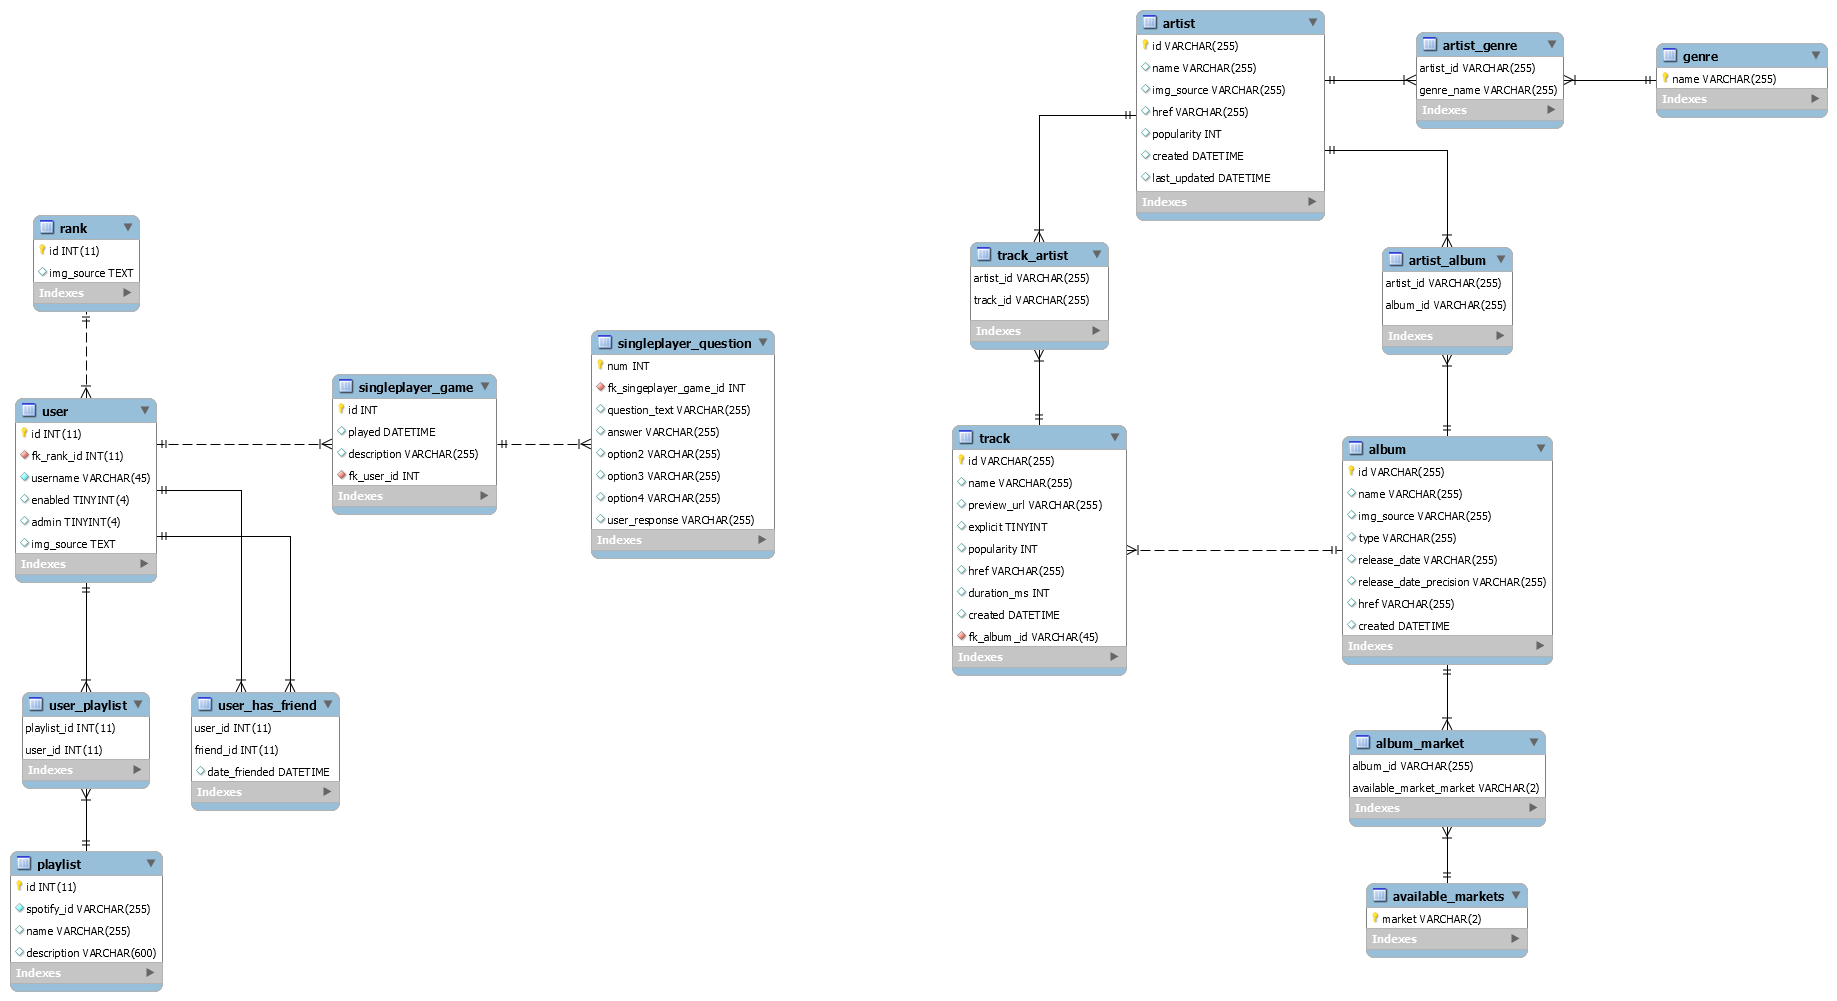 rank
id INT(11)
img_source TEXT
Indexes
user
id INT(11)
fk_rank_id INT(11)
username VARCHAR(45)
enabled TINYINT(4)
admin TINYINT(4)
img_source TEXT
Indexes
user_playlist
playlist_id INT(11)
user_id INT(11)
Indexes
playlist
id INT(11)
spotify_id VARCHAR(255)
name VARCHAR(255)
description VARCHAR(600)
Indexes
user_has_friend
user_id INT(11)
friend_id INT(11)
date_friended DATETIME
Indexes
singleplayer_game
id INT
played DATETIME
description VARCHAR(255)
fk_user_id INT
Indexes
singleplayer_question
num INT
fk_singeplayer_game_id INT
question_text VARCHAR(255)
answer VARCHAR(255)
option2 VARCHAR(255)
option3 VARCHAR(255)
option4 VARCHAR(255)
user_response VARCHAR(255)
Indexes
artist
id VARCHAR(255)
name VARCHAR(255)
img_source VARCHAR(255)
href VARCHAR(255)
popularity INT
created DATETIME
last_updated DATETIME
Indexes
artist_genre
artist_id VARCHAR(255)
genre_name VARCHAR(255)
Indexes
genre
name VARCHAR(255)
Indexes
track_artist
artist_id VARCHAR(255)
track_id VARCHAR(255)
Indexes
artist_album
artist_id VARCHAR(255)
album_id VARCHAR(255)
Indexes
track
id VARCHAR(255)
name VARCHAR(255)
preview_url VARCHAR(255)
explicit TINYINT
popularity INT
href VARCHAR(255)
duration_ms INT
created DATETIME
fk_album_id VARCHAR(45)
Indexes
album
id VARCHAR(255)
name VARCHAR(255)
img_source VARCHAR(255)
type VARCHAR(255)
release_date VARCHAR(255)
release_date_precision VARCHAR(255)
href VARCHAR(255)
created DATETIME
Indexes
album_market
album_id VARCHAR(255)
available_market_market VARCHAR(2)
Indexes
available_markets
market VARCHAR(2)
Indexes